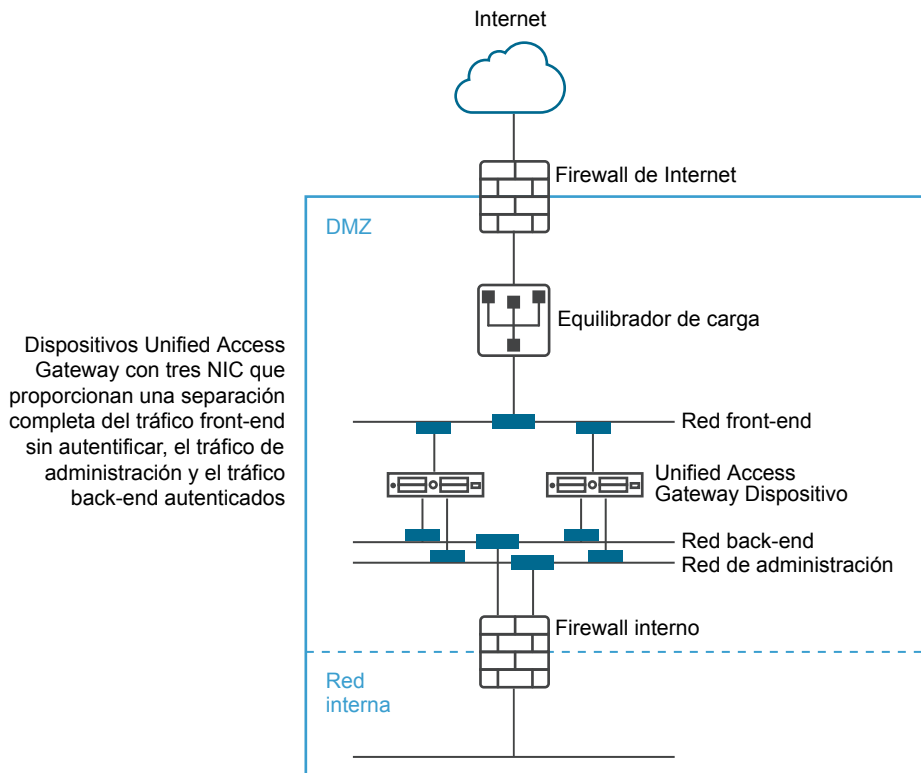 Internet
Firewall de Internet
DMZ
Equilibrador de carga
Dispositivos Unified Access
Gateway con tres NIC que
proporcionan una separación
completa del tráfico front-end
sin autentificar, el tráfico de
administración y el tráfico
back-end autenticados
Red front-end
Unified Access
Gateway Dispositivo
Red back-end
Red de administración
Firewall interno
Red
interna